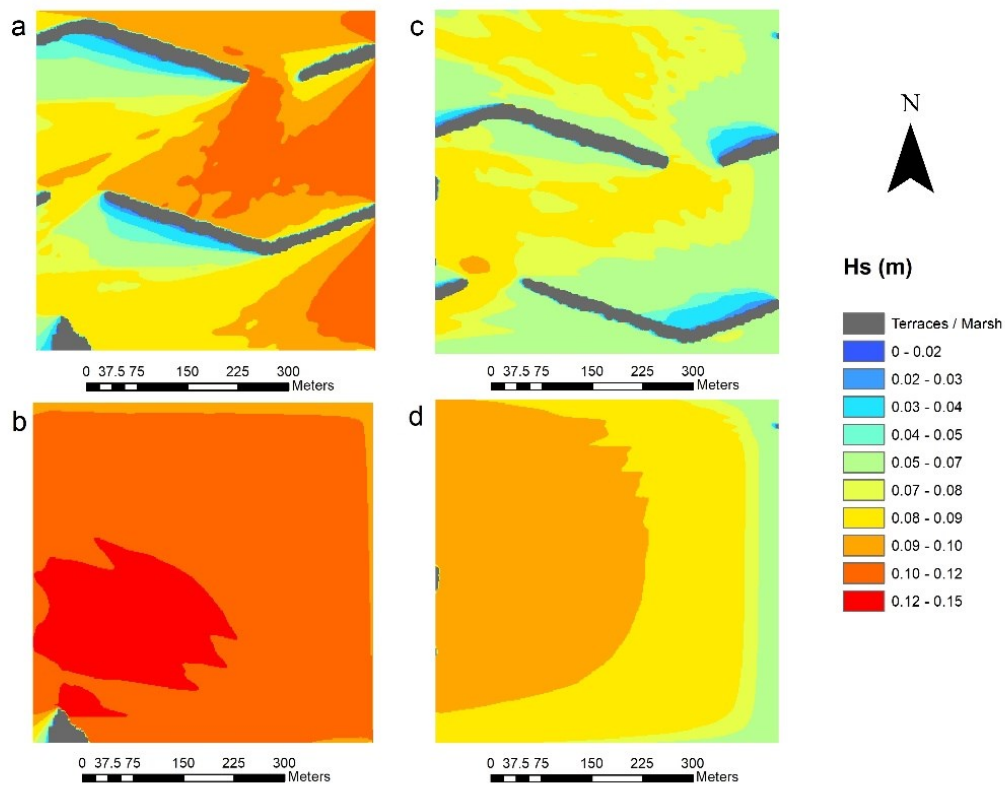 a
0 37.5 75 150 225 300
Meters
b
0 37.5 75 150 225 300
Meters
c
0 37.5 75 150 225 300
Meters
d
0 37.5 75 150 225 300
Meters
N
Hs (m)
Terraces / Marsh
0 - 0.02
0.02 - 0.03
0.03 - 0.04
0.04 - 0.05
0.05 - 0.07
0.07 - 0.08
0.08 - 0.09
0.09 - 0.10
0.10 - 0.12
0.12 - 0.15